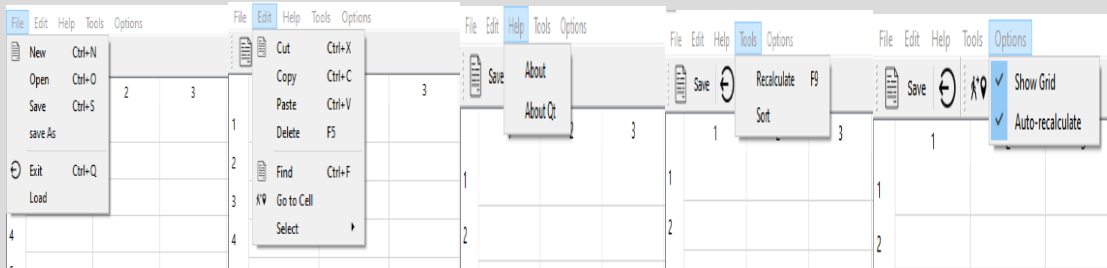 File Edit Help Tools Options
New Ctrl+N
Open Ctrl+O
Save Ctrl+S
save As
Exit Ctrl+Q
Load
2 3
4
File Edit Help Tools Options
Cut Ctrl+X
Copy Ctrl+C
Paste Ctrl+V
Delete F5
Find Ctrl+F
Go to Cell
Select
3
1
2
3
4
File Edit Help Tools Options
Save
About
About Qt
2 3
1
2
File Edit Help Tools Options
Save
Recalculate F9
Sort
1 3
1
2
File Edit Help Tools Options
Save
Show Grid
Auto-recalculate
1
1
2